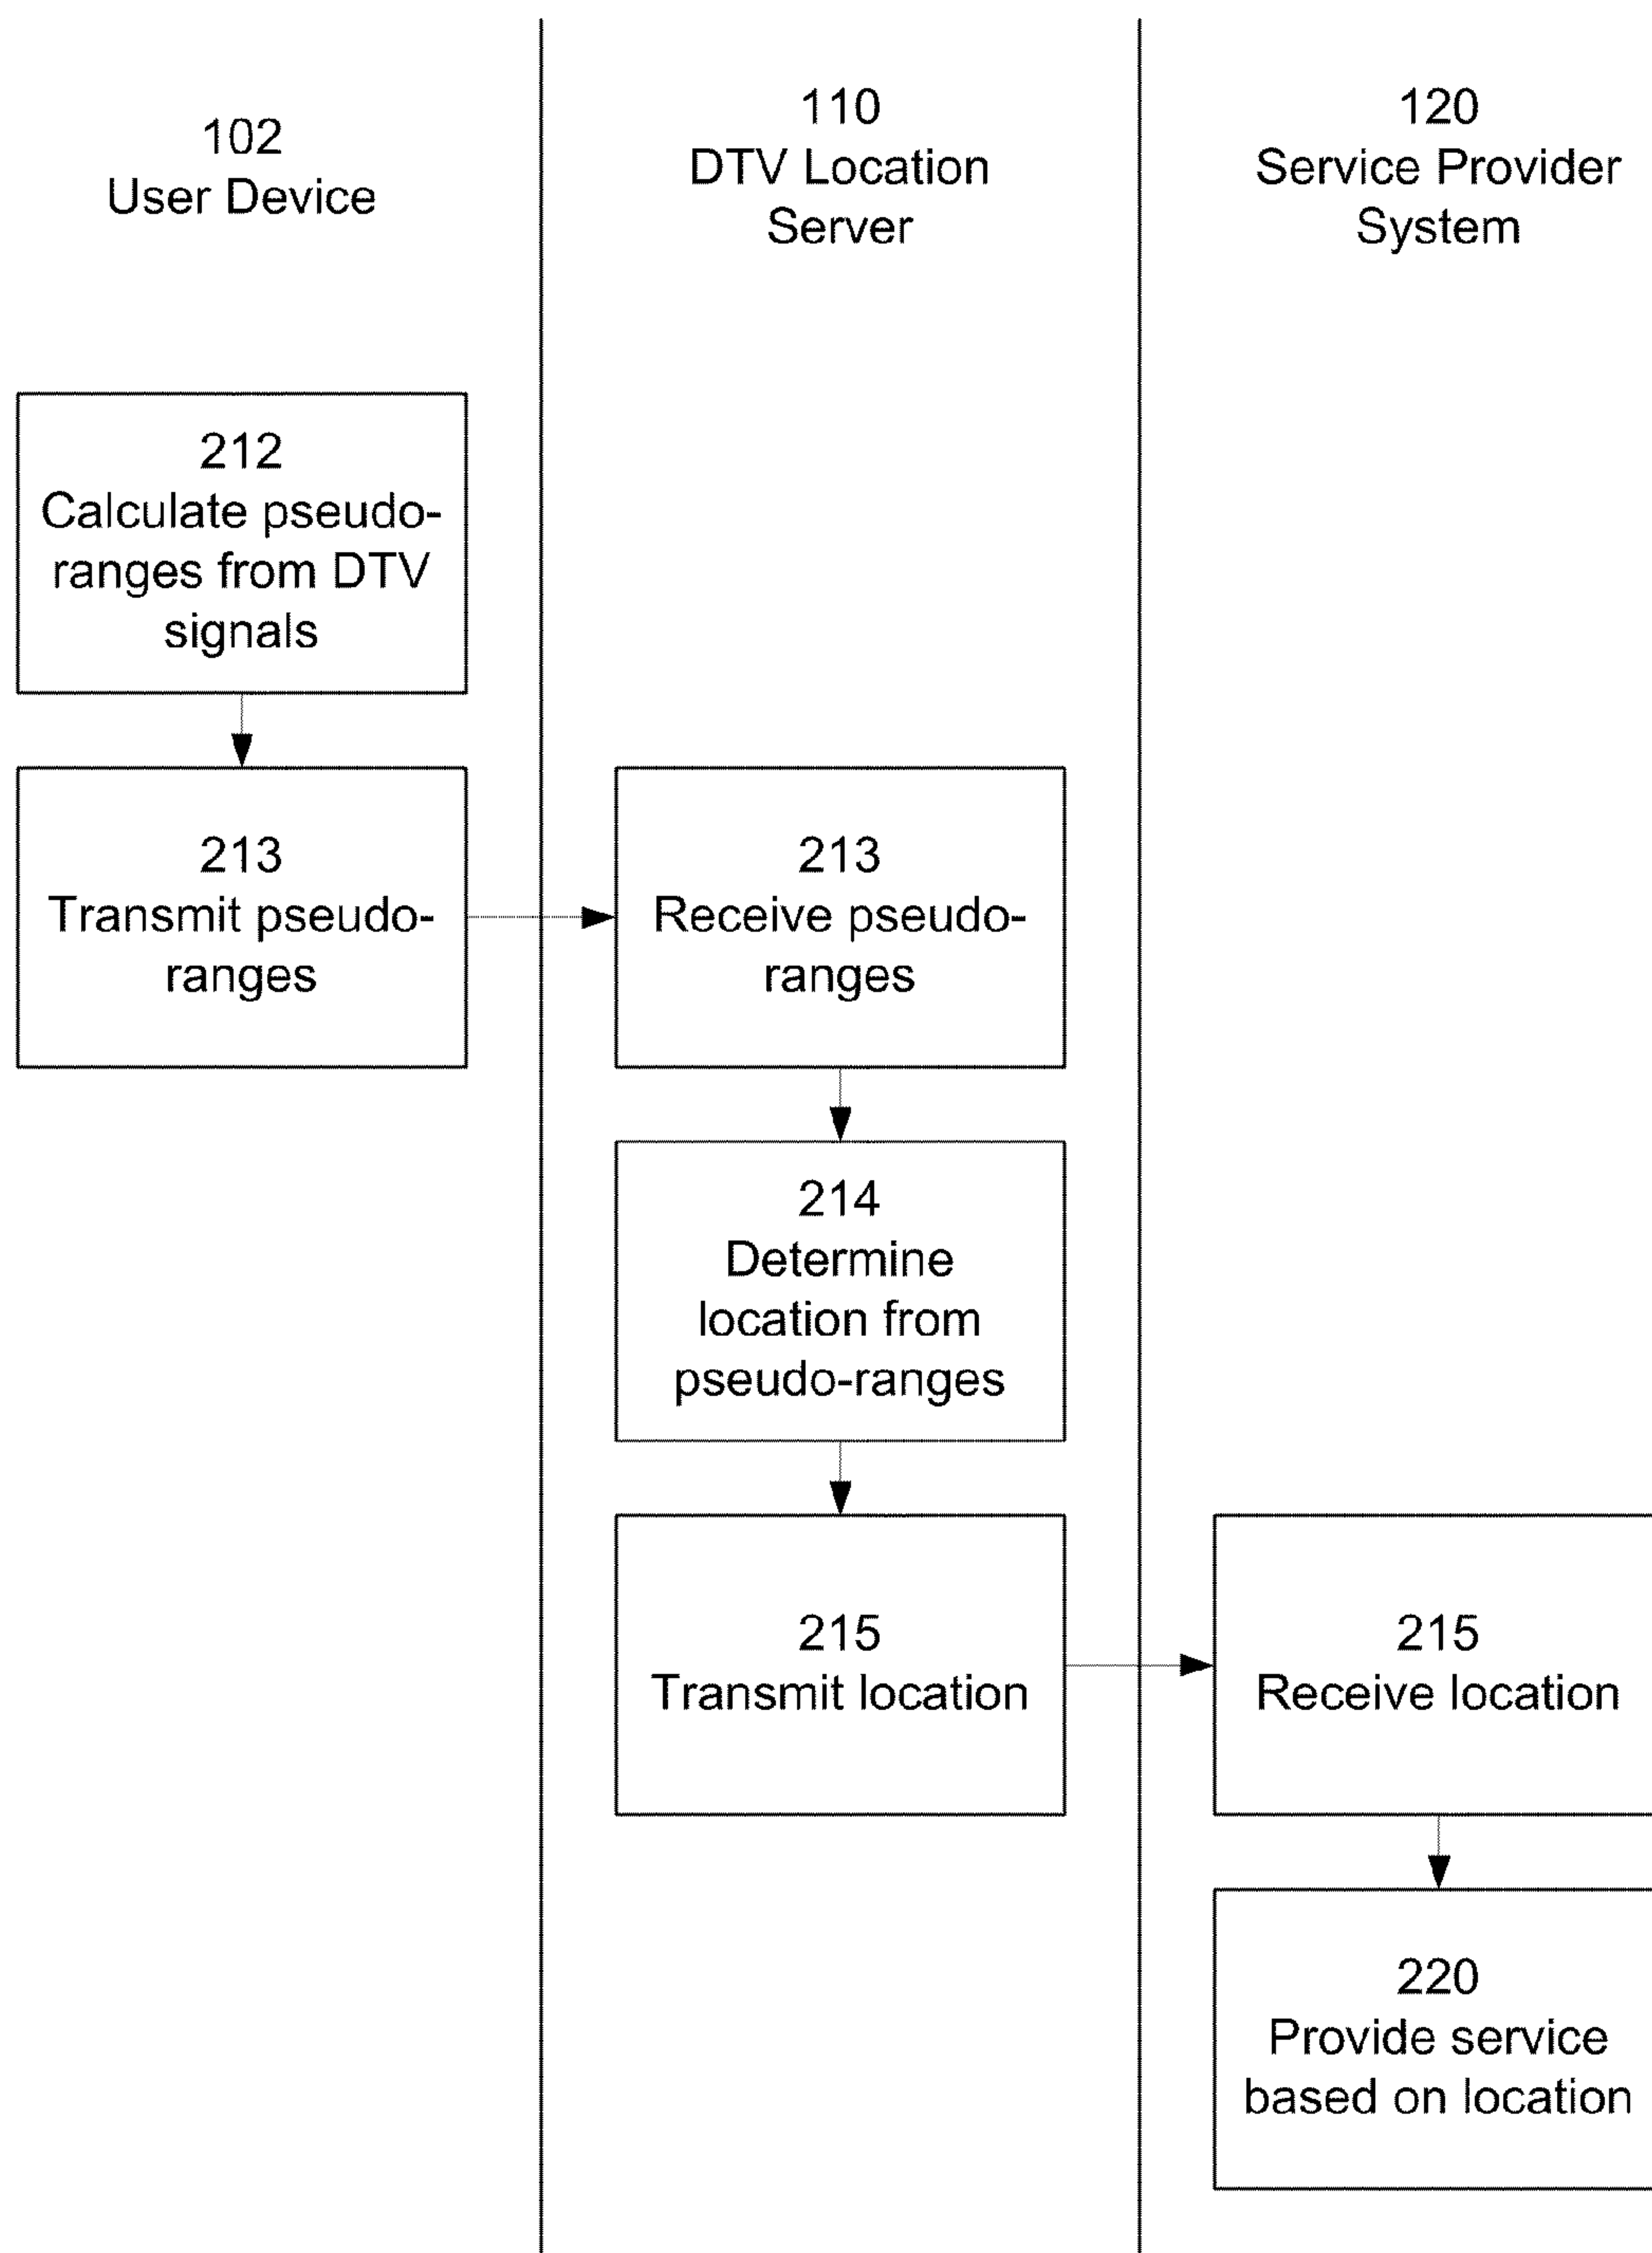 102
User Device
110
DTV Location
Server
120
Service Provider
System
212
Calculate pseudo-
ranges from DTV
signals
213
Transmit pseudo-
ranges
213
Receive pseudo-
ranges
214
Determine
location from
pseudo-ranges
215
Transmit location
215
Receive location
220
Provide service
based on location